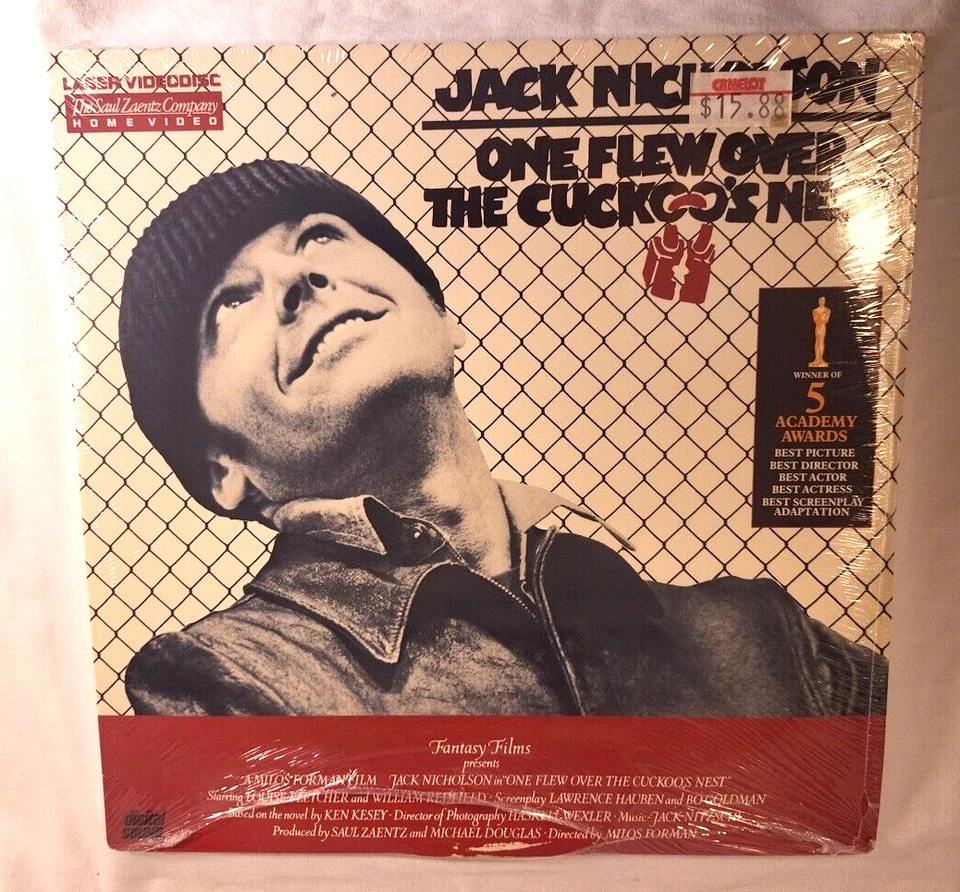 LASER VIDEODISC
The Saul Zaentz Company
HOME VIDEO
JACK NICHOLSON
CAMELOT
$15.88
ONE FLEW OVER
THE CUCKOO'S NEST
WINNER OF
5
ACADEMY
AWARDS
BEST PICTURE
BEST DIRECTOR
BEST ACTOR
BEST ACTRESS
BEST SCREENPLAY
ADAPTATION
Fantasy Films
presents
A MILOS FORMAN FILM JACK NICHOLSON in "ONE FLEW OVER THE CUCKOO'S NEST"
Starring LOUISE FLETCHER and WILLIAM REDFIELD · Screenplay LAWRENCE HAUBEN and BO GOLDMAN
Based on the novel by KEN KESEY · Director of Photography HASKELL WEXLER · Music · JACK NITZSCHE
Produced by SAUL ZAENTZ and MICHAEL DOUGLAS · Directed by MILOS FORMAN
digital
sound